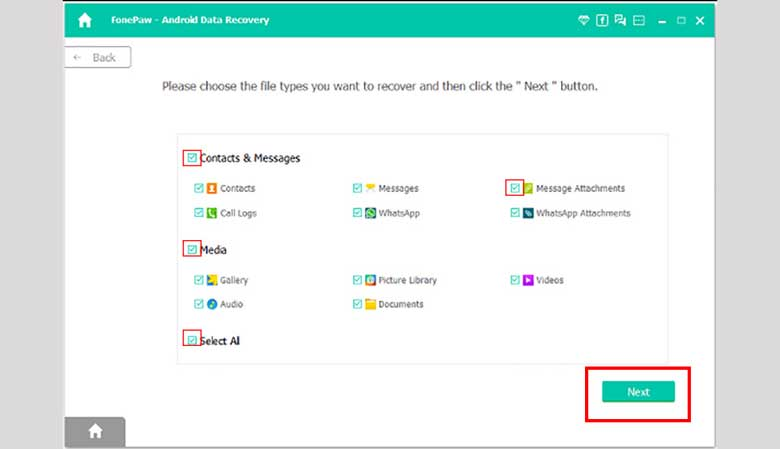 FonePaw - Android Data Recovery
Back
Please choose the file types you want to recover and then click the " Next " button.
Contacts & Messages
Contacts Messages Message Attachments
Call Logs WhatsApp WhatsApp Attachments
Media
Gallery Picture Library Videos
Audio Documents
Select All
Next